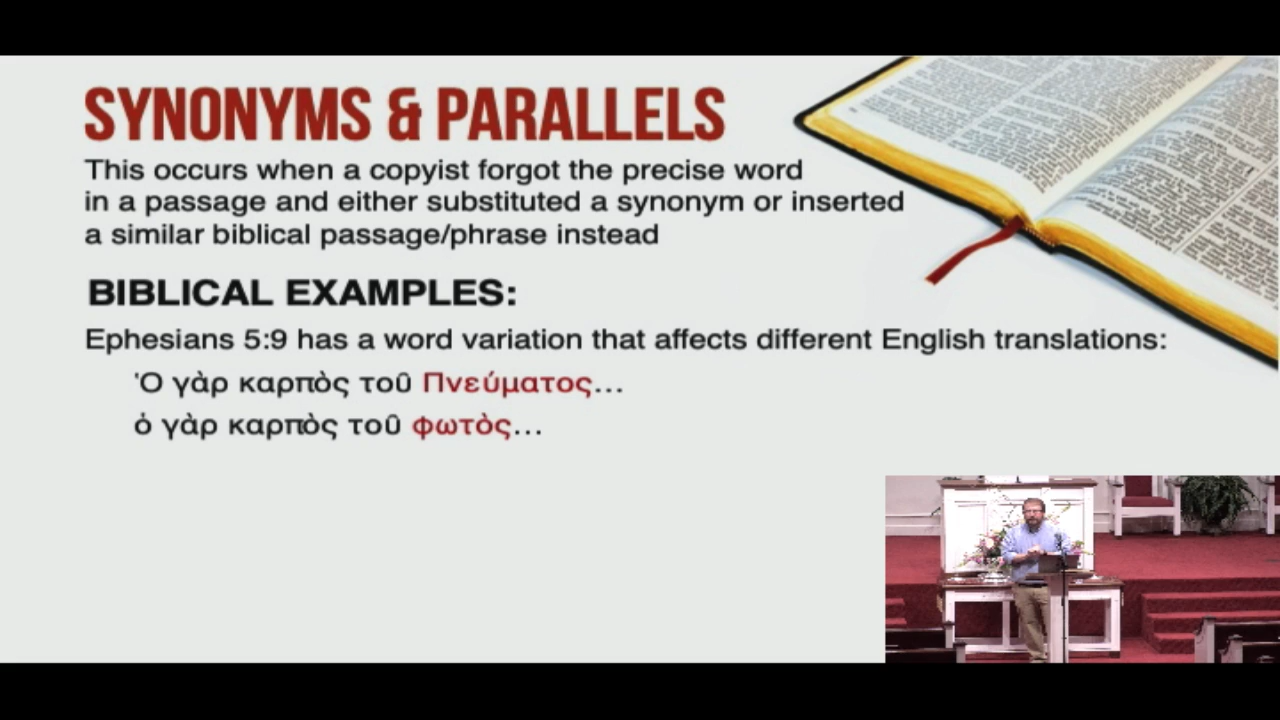 SYNONYMS & PARALLELS
This occurs when a copyist forgot the precise word
in a passage and either substituted a synonym or inserted
a similar biblical passage/phrase instead
BIBLICAL EXAMPLES:
Ephesians 5:9 has a word variation that affects different English translations:
Ὁ γὰρ καρπὸς τοῦ Πνεύματος...
ὁ γὰρ καρπὸς τοῦ φωτὸς...